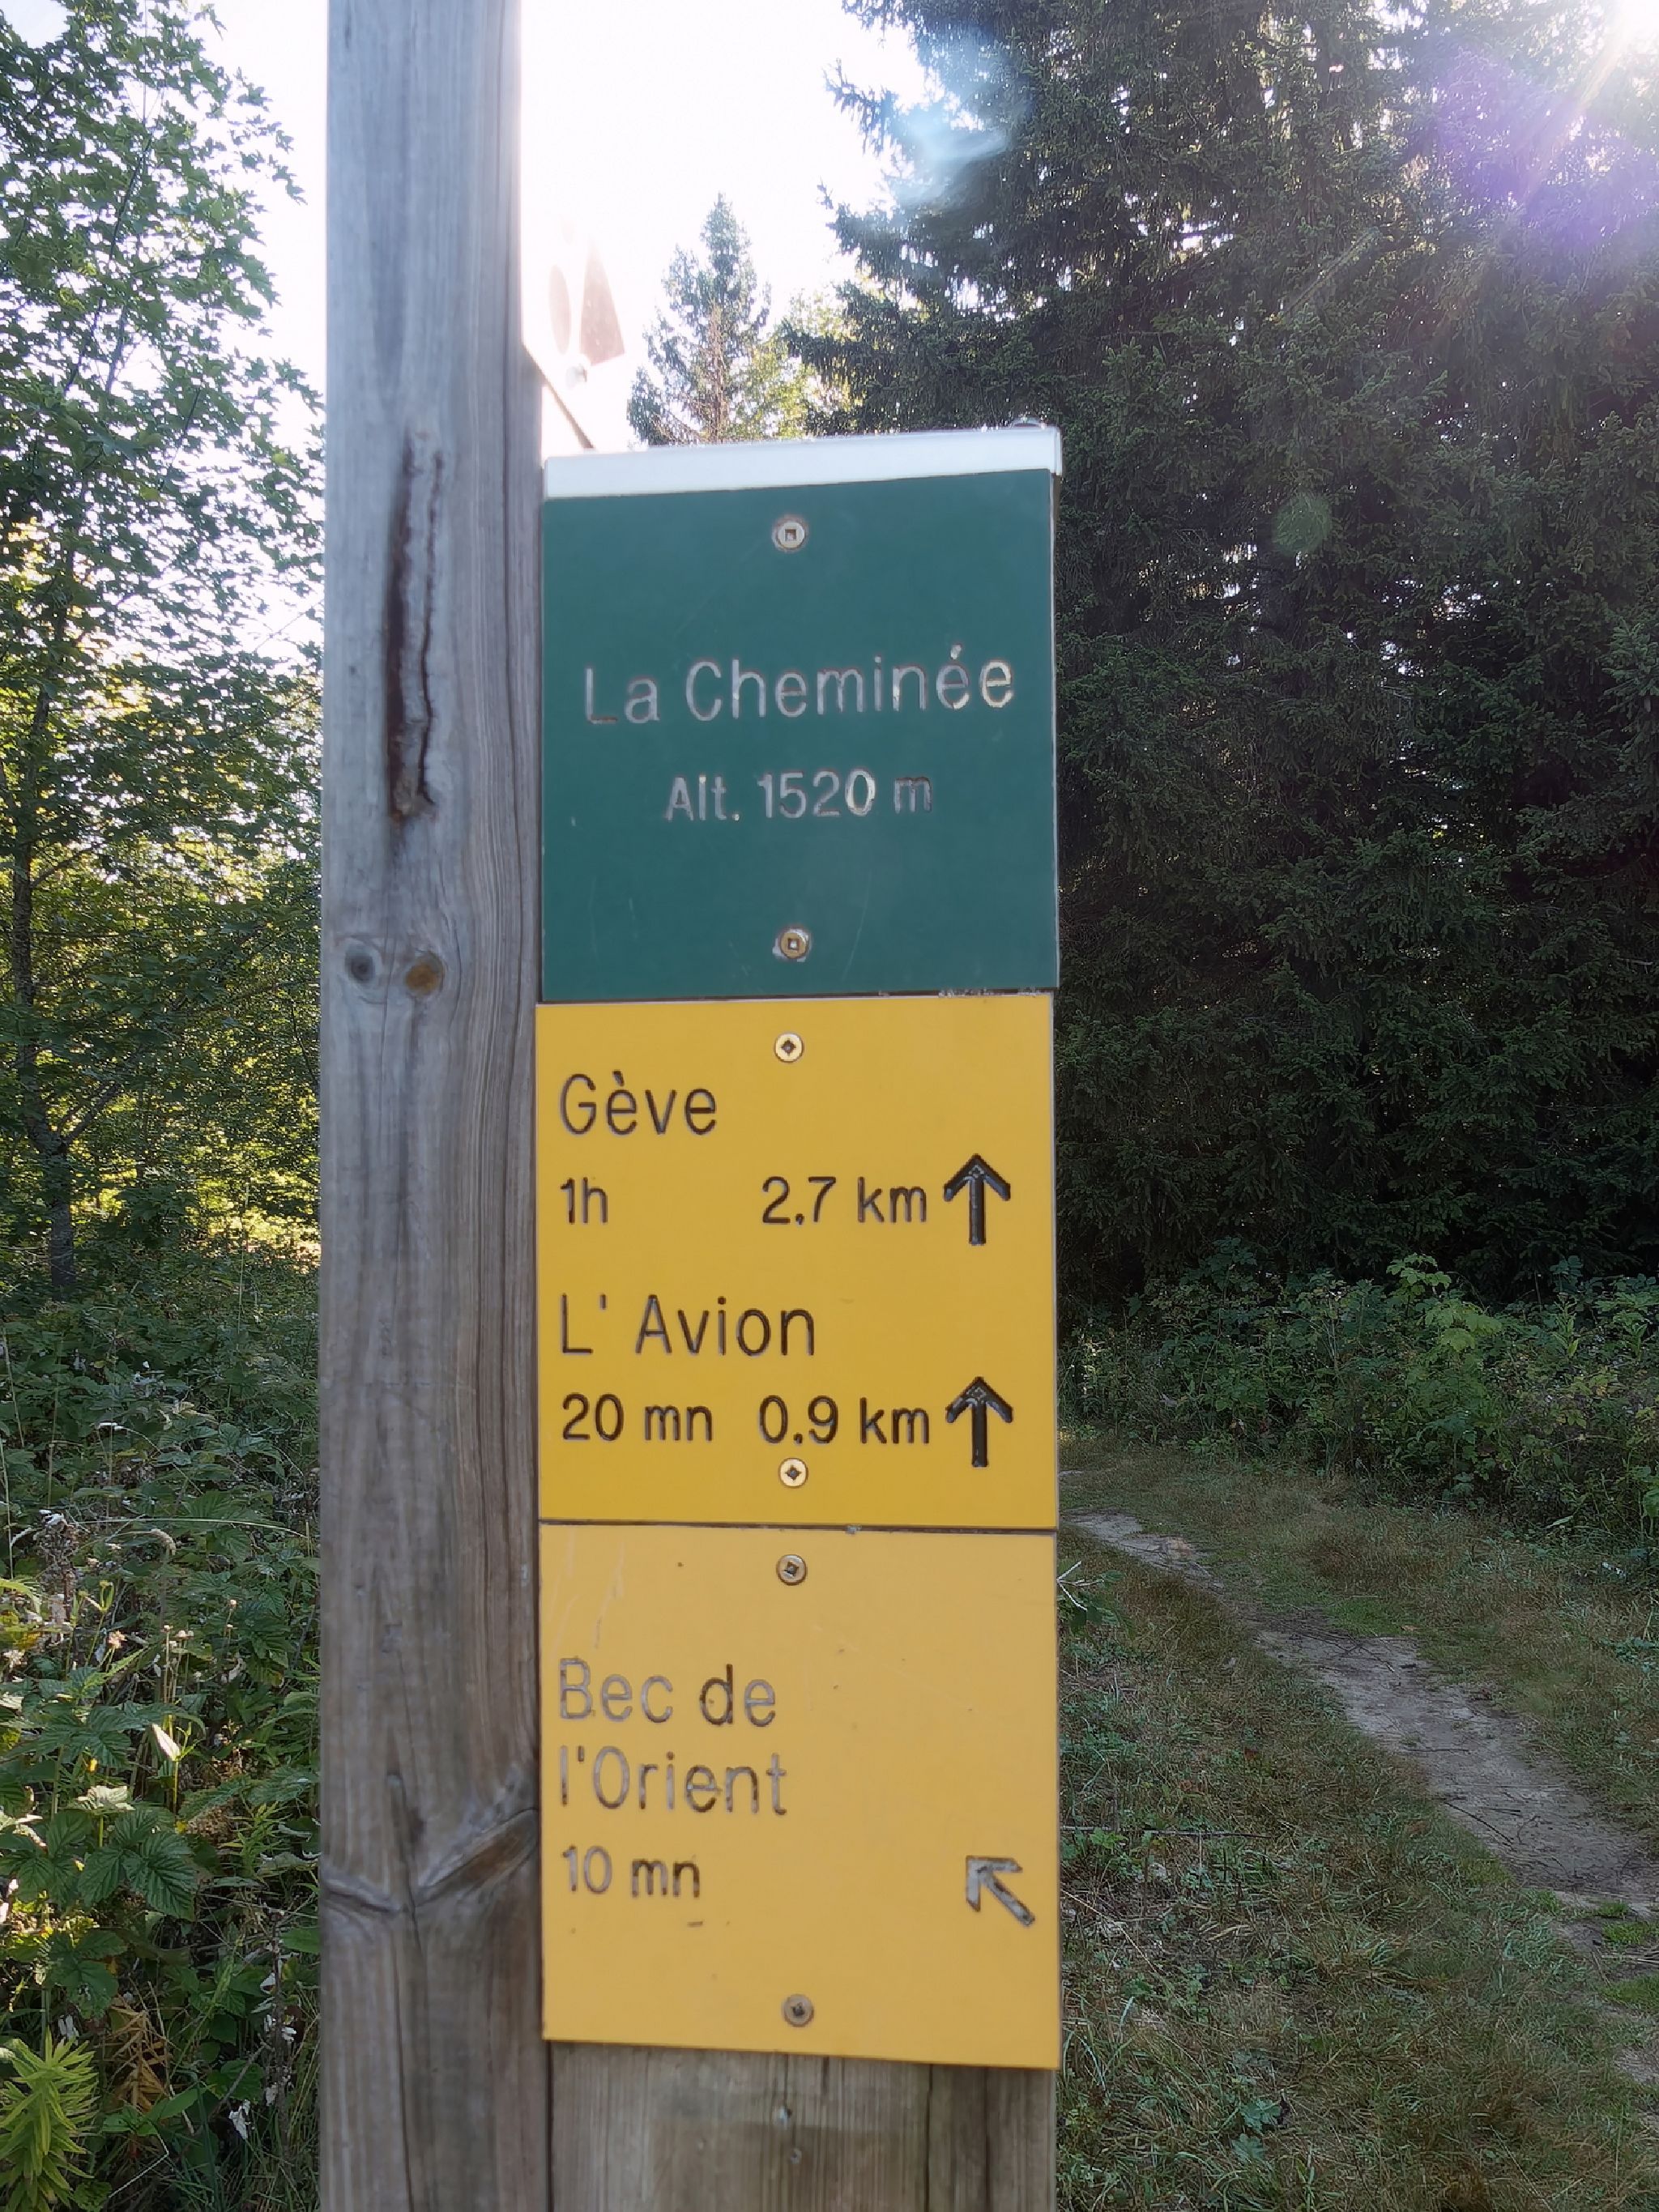 La Cheminée
Alt. 1520 m
Gève
1h 2.7 km
L' Avion
20 mn 0.9 km
Bec de
l'Orient
10 mn